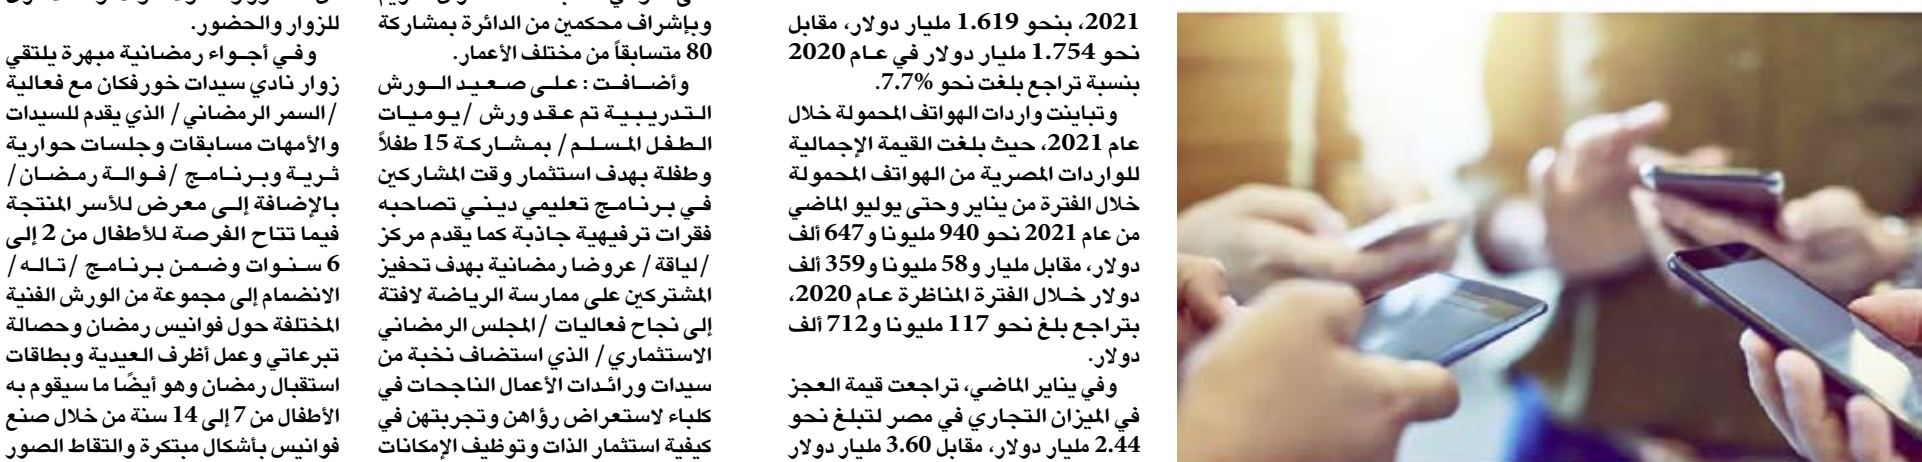 2021، بنحو 1.619 مليار دولار، مقابل
نحو 1.754 مليار دولار في عام 2020
بنسبة تراجع بلغت نحو 7.7%.
وتباينت واردات الهواتف المحمولة خلال
عام 2021، حيث بلغت القيمة الإجمالية
للواردات المصرية من الهواتف المحمولة
خلال الفترة من يناير وحتى يوليو الماضي
من عام 2021 نحو 940 مليونا و647 ألف
دولار، مقابل مليار و58 مليونا و359 ألف
دولار خلال الفترة المناظرة عام 2020،
بتراجع بلغ نحو 117 مليونا و712 ألف
دولار.
وفي يناير الماضي، تراجعت قيمة العجز
في الميزان التجاري في مصر لتبلغ نحو
2.44 مليار دولار، مقابل 3.60 مليار دولار
وبإشراف محكمين من الدائرة بمشاركة
80 متسابقاً من مختلف الأعمار.
وأضافت : على صعيد الورش
التدريبية تم عقد ورش /يوميات
الطفل المسلم/ بمشاركة 15 طفلاً
وطفلة بهدف استثمار وقت المشاركين
في برنامج تعليمي ديني تصاحبه
فقرات ترفيهية جاذبة كما يقدم مركز
/لياقة/ عروضا رمضانية بهدف تحفيز
المشتركين على ممارسة الرياضة لافتة
إلى نجاح فعاليات /المجلس الرمضاني
الاستثماري/ الذي استضاف نخبة من
سيدات ورائدات الأعمال الناجحات في
كلباء لاستعراض رؤاهن وتجربتهن في
كيفية استثمار الذات وتوظيف الإمكانات
للزوار والحضور.
وفي أجواء رمضانية مبهرة يلتقي
زوار نادي سيدات خورفكان مع فعالية
/السمر الرمضاني/ الذي يقدم للسيدات
والأمهات مسابقات وجلسات حوارية
ثرية وبرنامج /فوالة رمضان/
بالإضافة إلى معرض للأسر المنتجة
فيما تتاح الفرصة للأطفال من 2 إلى
6 سنوات وضمن برنامج /تاله/
الانضمام إلى مجموعة من الورش الفنية
المختلفة حول فوانيس رمضان وحصالة
تبرعاتي وعمل أظرف العيدية وبطاقات
استقبال رمضان وهو أيضًا ما سيقوم به
الأطفال من 7 إلى 14 سنة من خلال صنع
فوانيس بأشكال مبتكرة والتقاط الصور